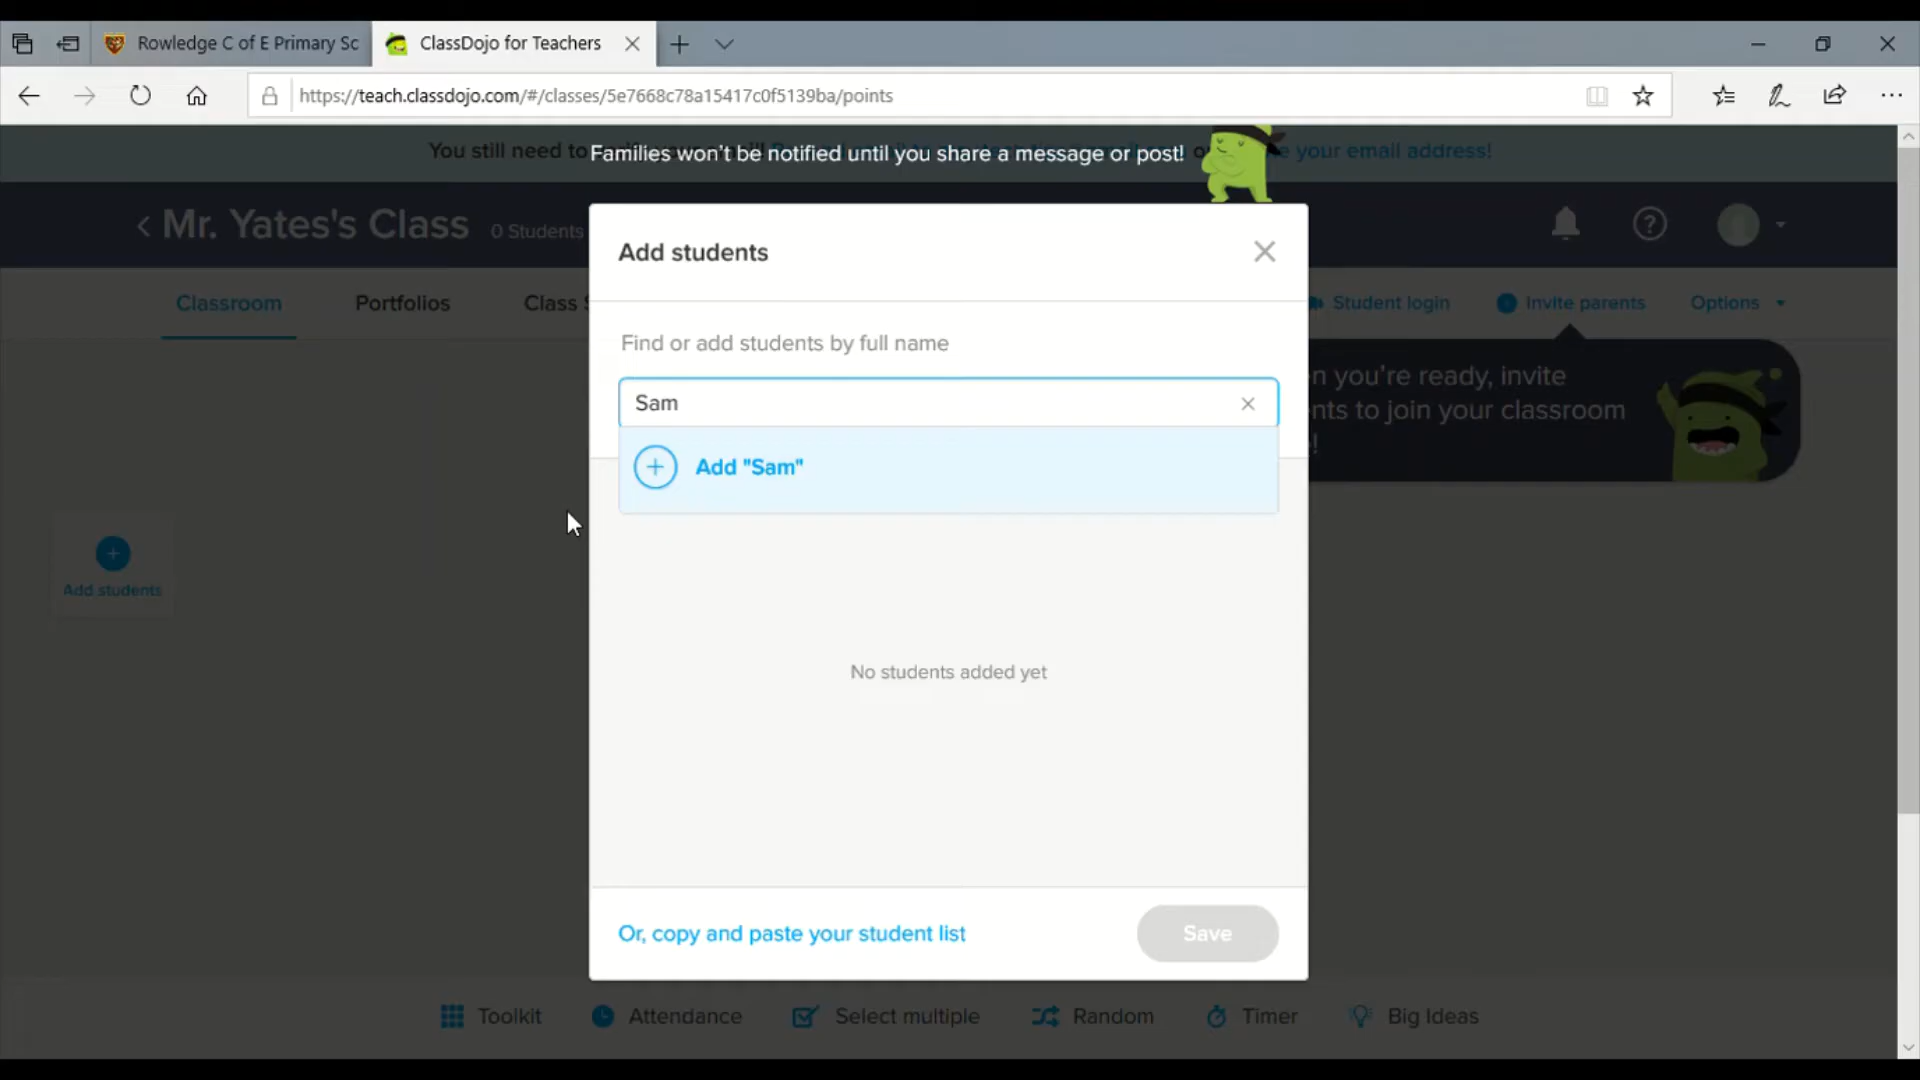 Rowledge C of E Primary Sc
ClassDojo for Teachers
https://teach.classdojo.com/#/classes/5e7668c78a15417c0f5139ba/points
You still need to
Families won't be notified until you share a message or post!
your email address!
Mr. Yates's Class
0 Students
Add students
Classroom
Portfolios
Class
Student login
Invite parents
Options
Find or add students by full name
you're ready, invite
to join your classroom
Sam
Add "Sam"
Add students
No students added yet
Or, copy and paste your student list
Save
Toolkit
Attendance
Select multiple
Random
Timer
Big Ideas